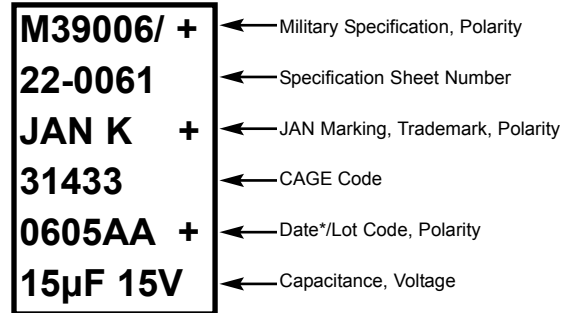 M39006/ + Military Specification, Polarity
22-0061 Specification Sheet Number
JAN K + JAN Marking, Trademark, Polarity
31433 CAGE Code
0605AA + Date*/Lot Code, Polarity
15µF 15V Capacitance, Voltage